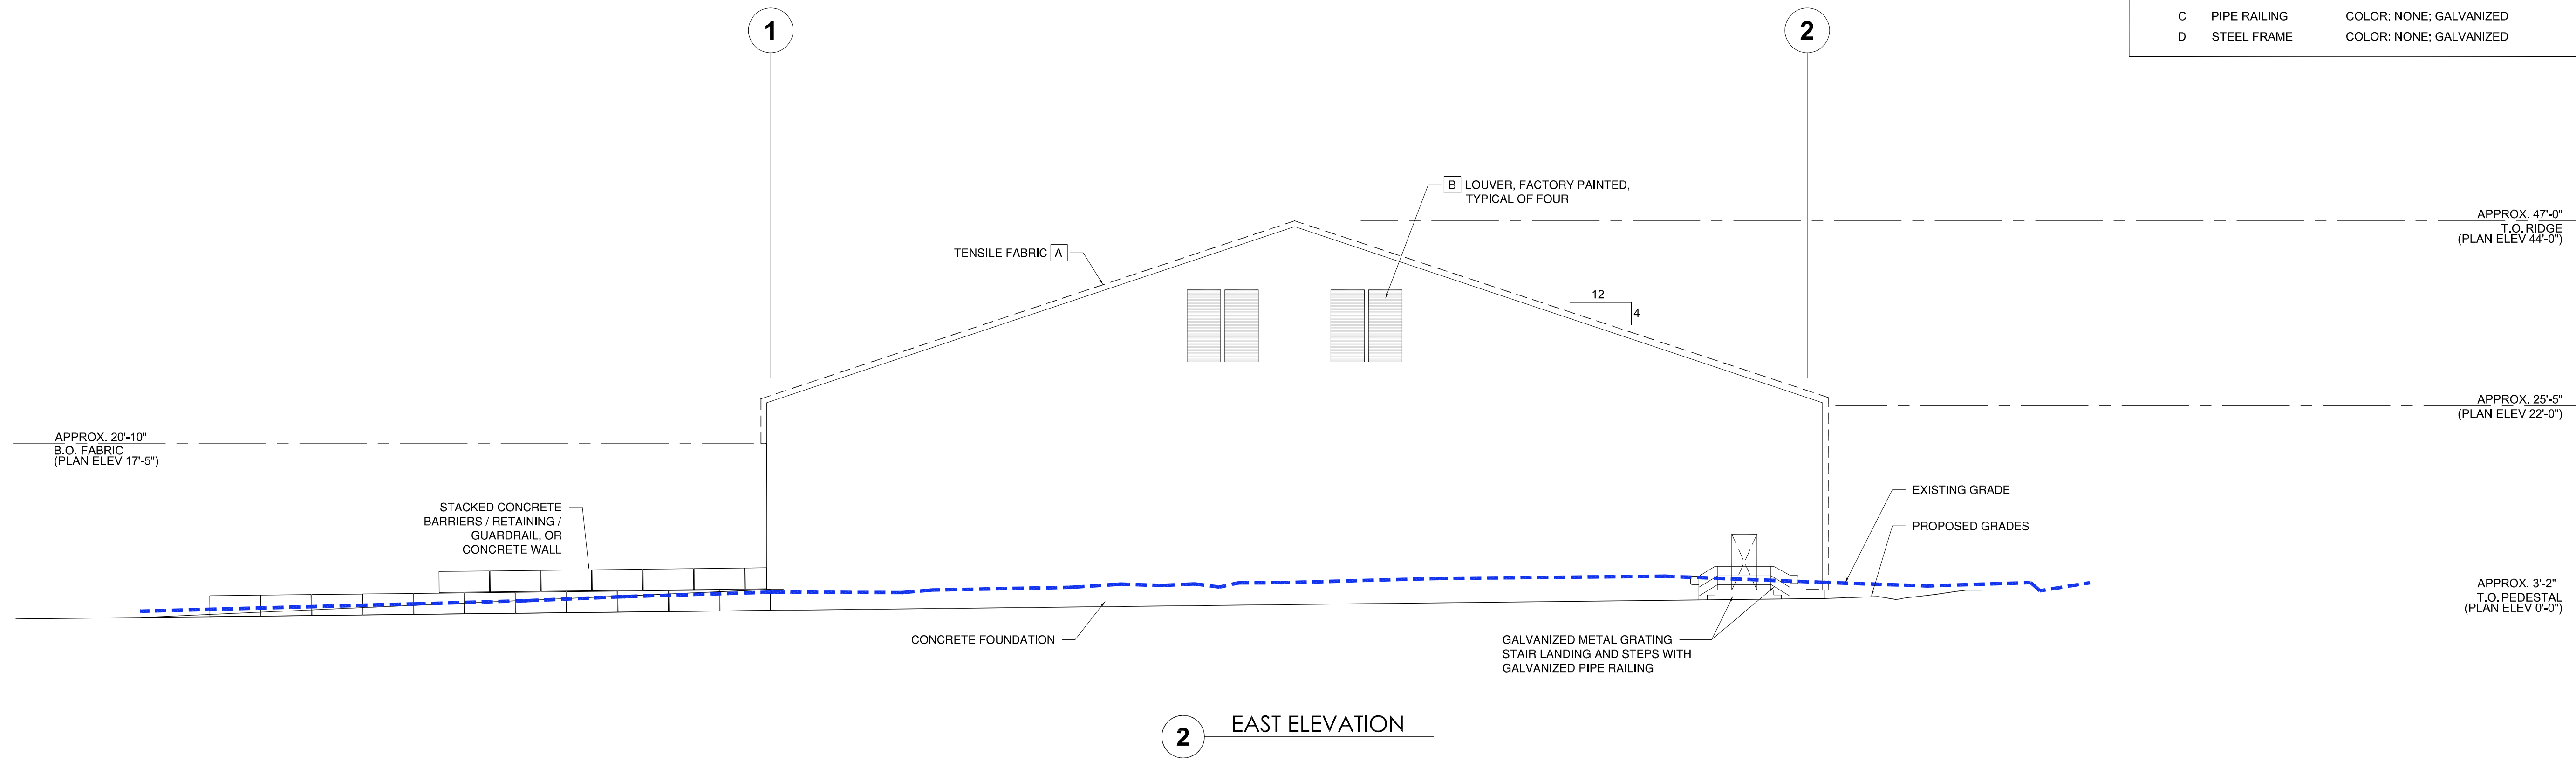 1
2
C PIPE RAILING COLOR: NONE; GALVANIZED
D STEEL FRAME COLOR: NONE; GALVANIZED
B LOUVER, FACTORY PAINTED,
TYPICAL OF FOUR
APPROX. 47'-0"
T.O. RIDGE
(PLAN ELEV 44'-0")
TENSILE FABRIC A
12
4
APPROX. 25'-5"
(PLAN ELEV 22'-0")
APPROX. 20'-10"
B.O. FABRIC
(PLAN ELEV 17'-5")
STACKED CONCRETE
BARRIERS / RETAINING /
GUARDRAIL, OR
CONCRETE WALL
EXISTING GRADE
PROPOSED GRADES
APPROX. 3'-2"
T.O. PEDESTAL
(PLAN ELEV 0'-0")
CONCRETE FOUNDATION
GALVANIZED METAL GRATING
STAIR LANDING AND STEPS WITH
GALVANIZED PIPE RAILING
2 EAST ELEVATION